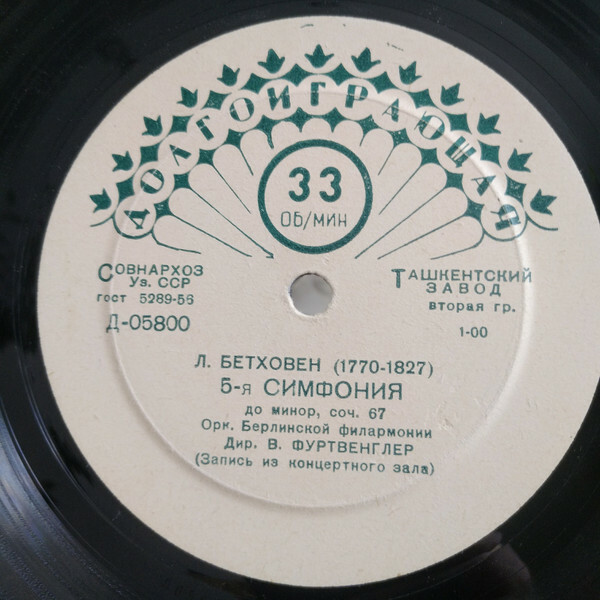 ДОЛГОИГРАЮЩАЯ
33
ОБ/МИН
СОВНАРХОЗ
Уз. ССР
ГОСТ 5289-56
Д-05800
ТАШКЕНТСКИЙ
ЗАВОД
вторая гр.
1-00
Л. БЕТХОВЕН (1770-1827)
5-я СИМФОНИЯ
до минор, соч. 67
Орк. Берлинской филармонии
Дир. В. ФУРТВЕНГЛЕР
(Запись из концертного зала)